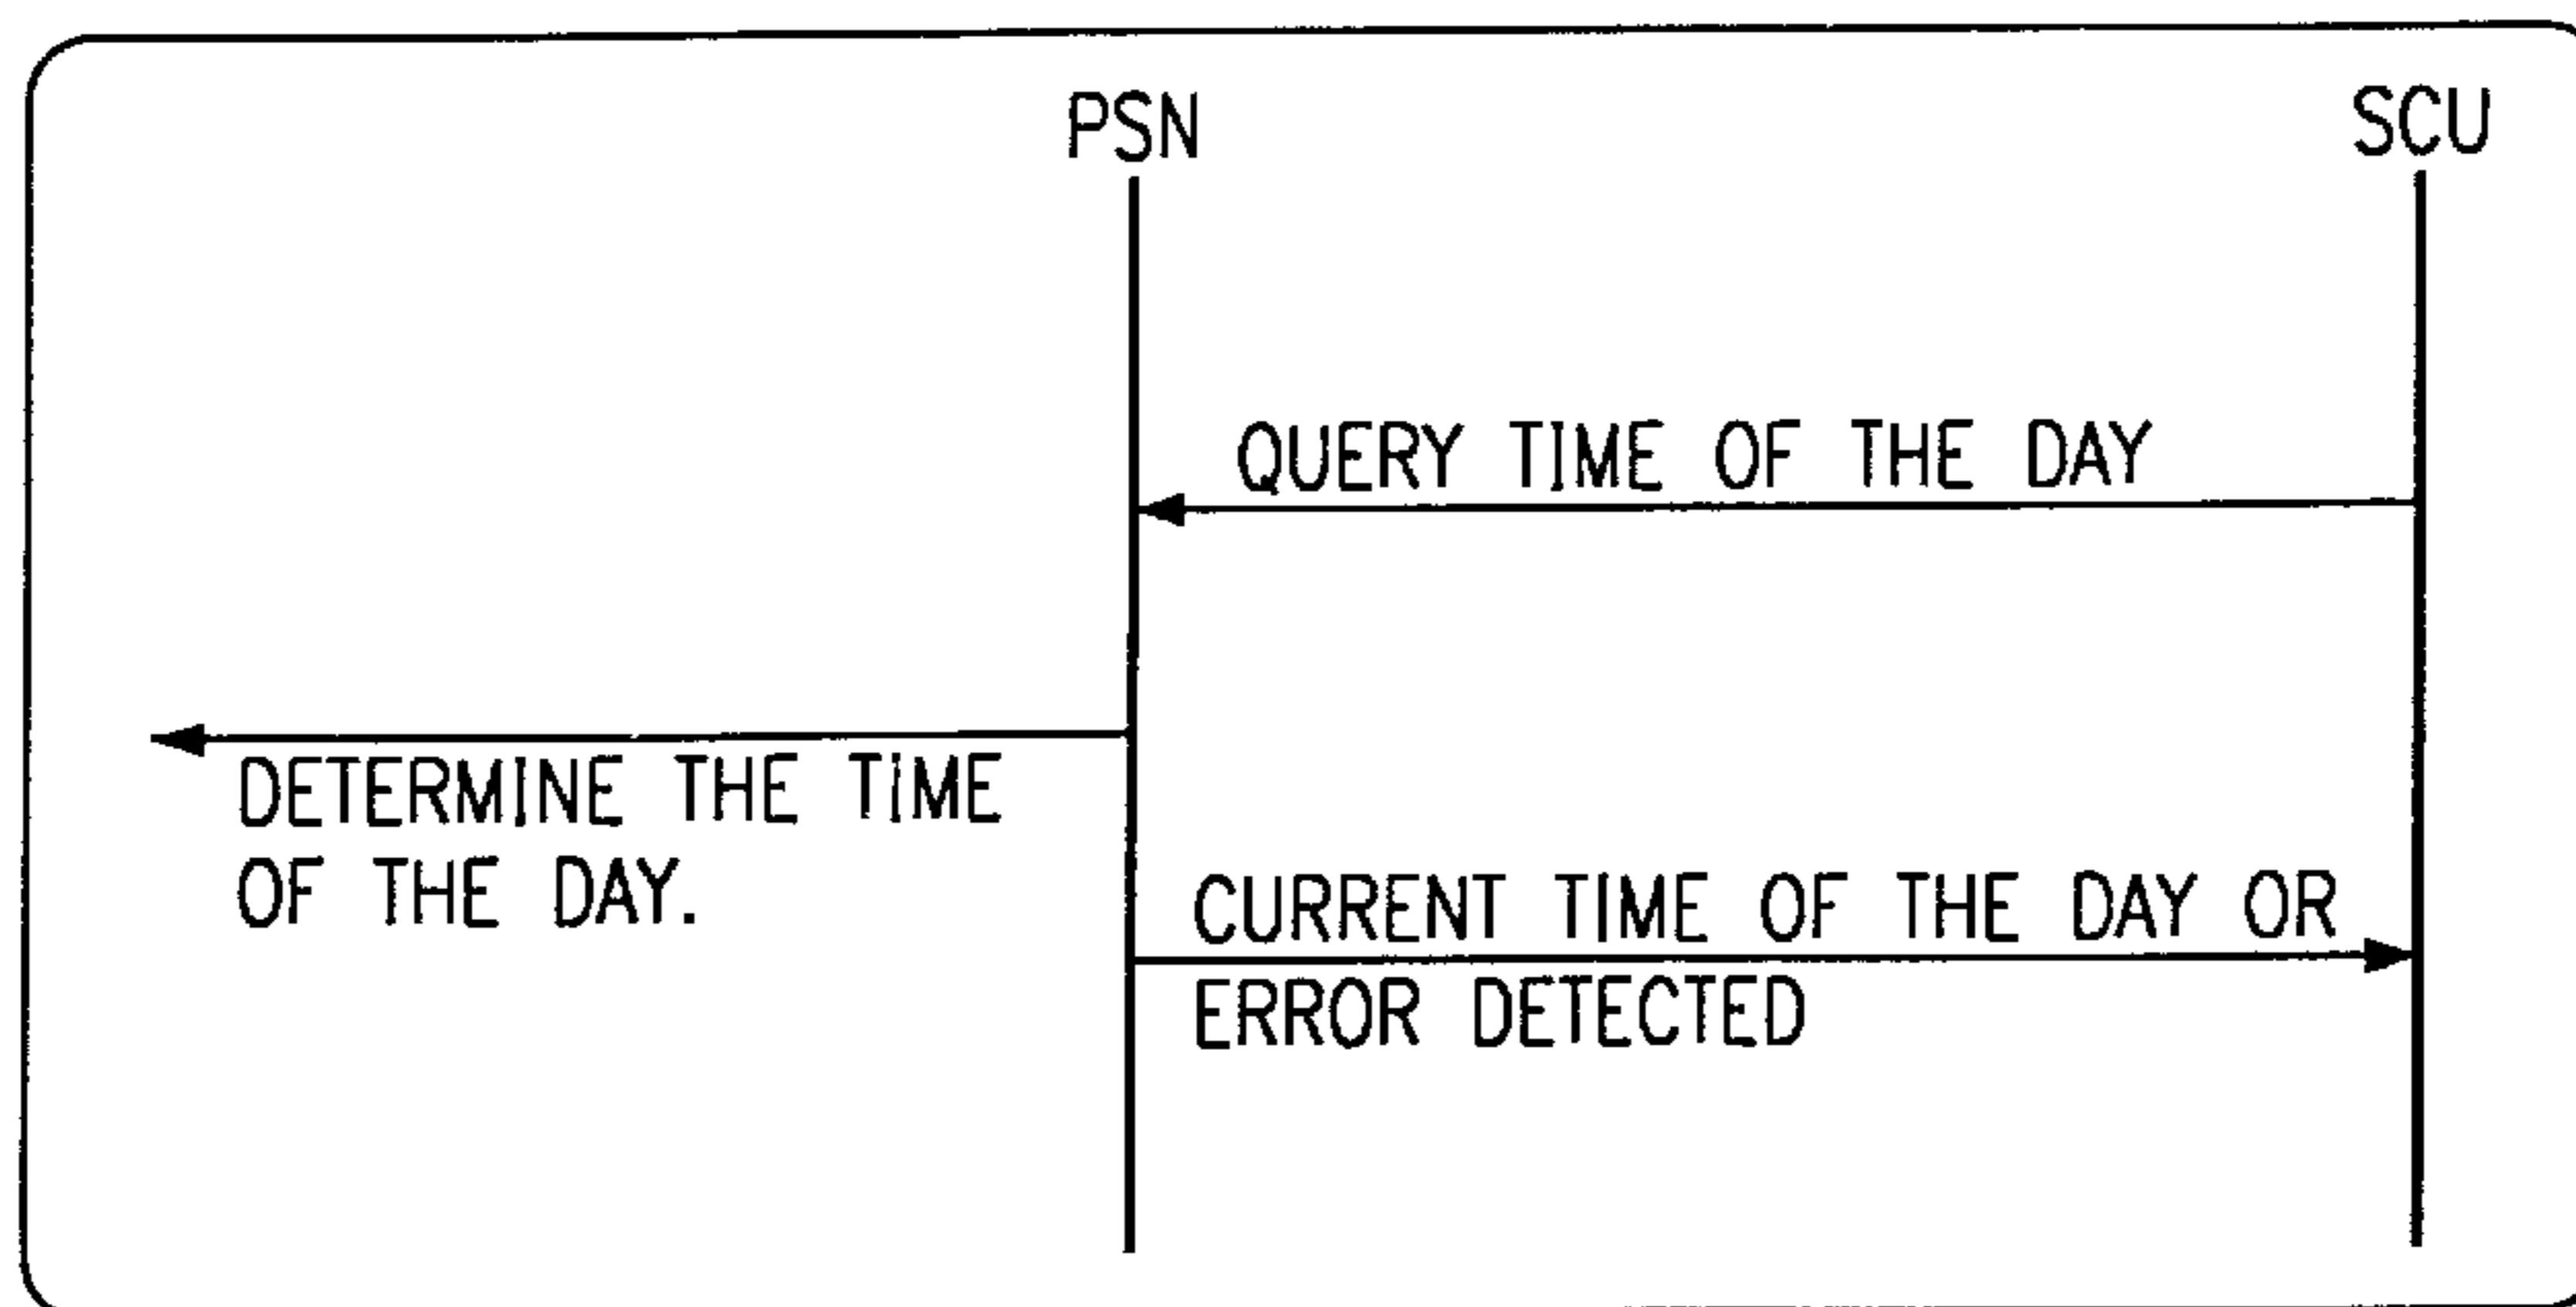 PSN
SCU
QUERY TIME OF THE DAY
DETERMINE THE TIME
OF THE DAY.
CURRENT TIME OF THE DAY OR
ERROR DETECTED